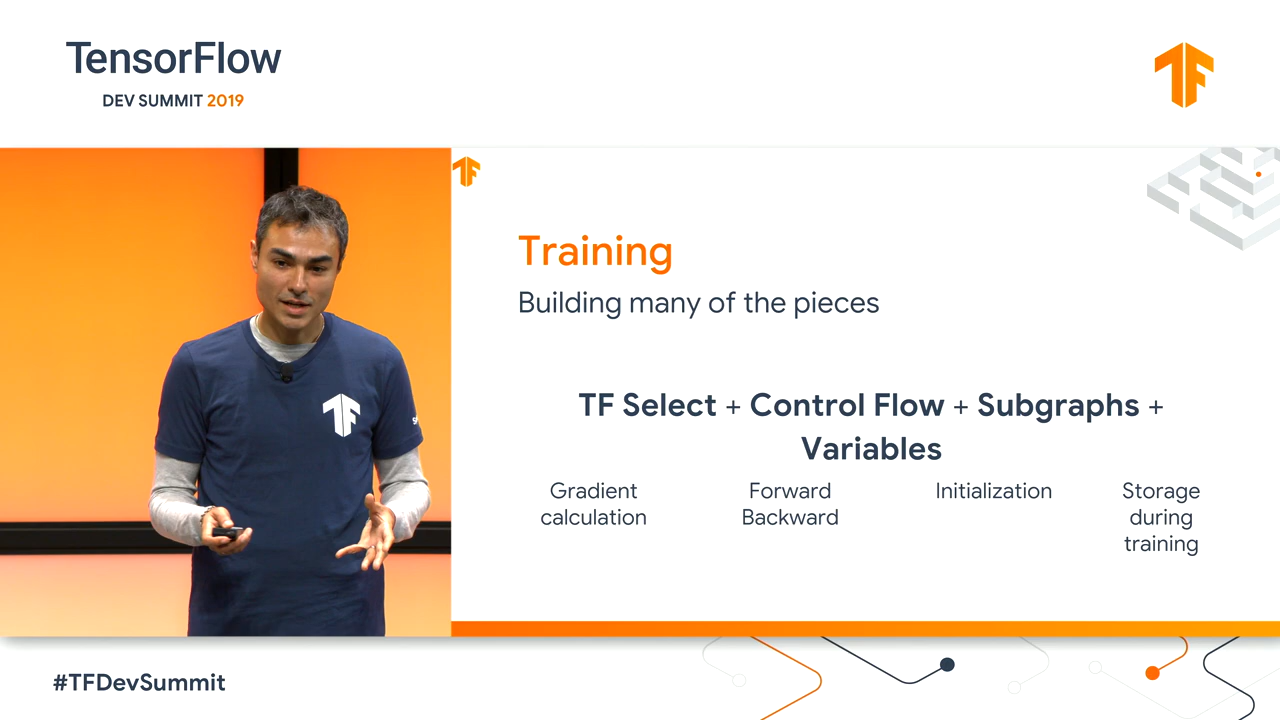 TensorFlow
DEV SUMMIT 2019
Training
Building many of the pieces
TF Select + Control Flow + Subgraphs +
Variables
Gradient
calculation
Forward
Backward
Initialization
Storage
during
training
#TFDevSummit